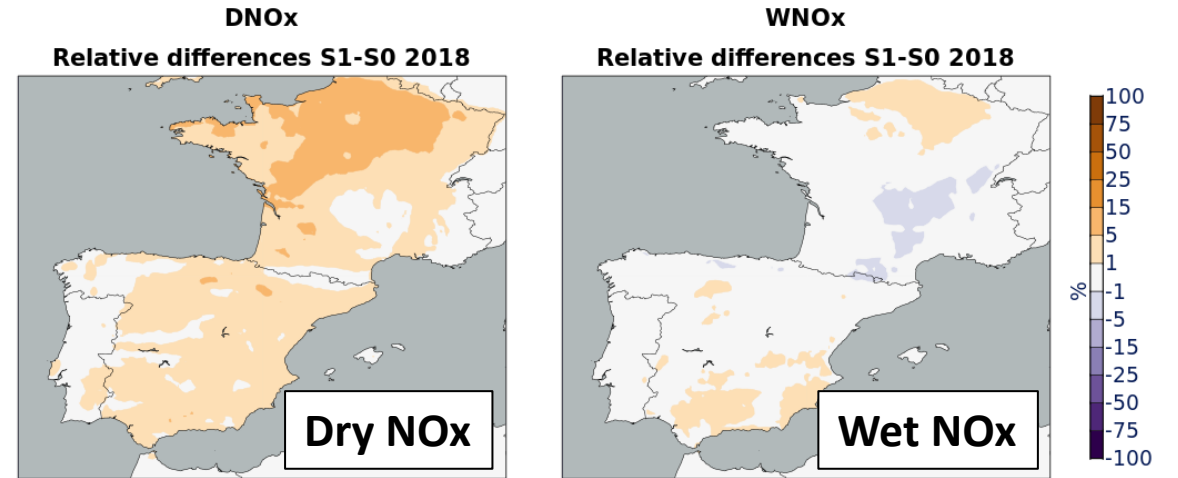 DNOx
Relative differences S1-S0 2018
Dry NOx
WNOx
Relative differences S1-S0 2018
Wet NOx
100
75
50
25
15
5
1
-1
-5
-15
-25
-50
-75
-100
%